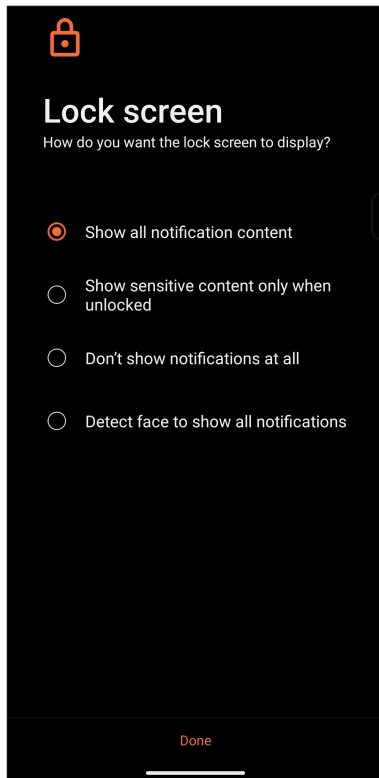 Lock screen
How do you want the lock screen to display?
Show all notification content
Show sensitive content only when
unlocked
Don't show notifications at all
Detect face to show all notifications
Done